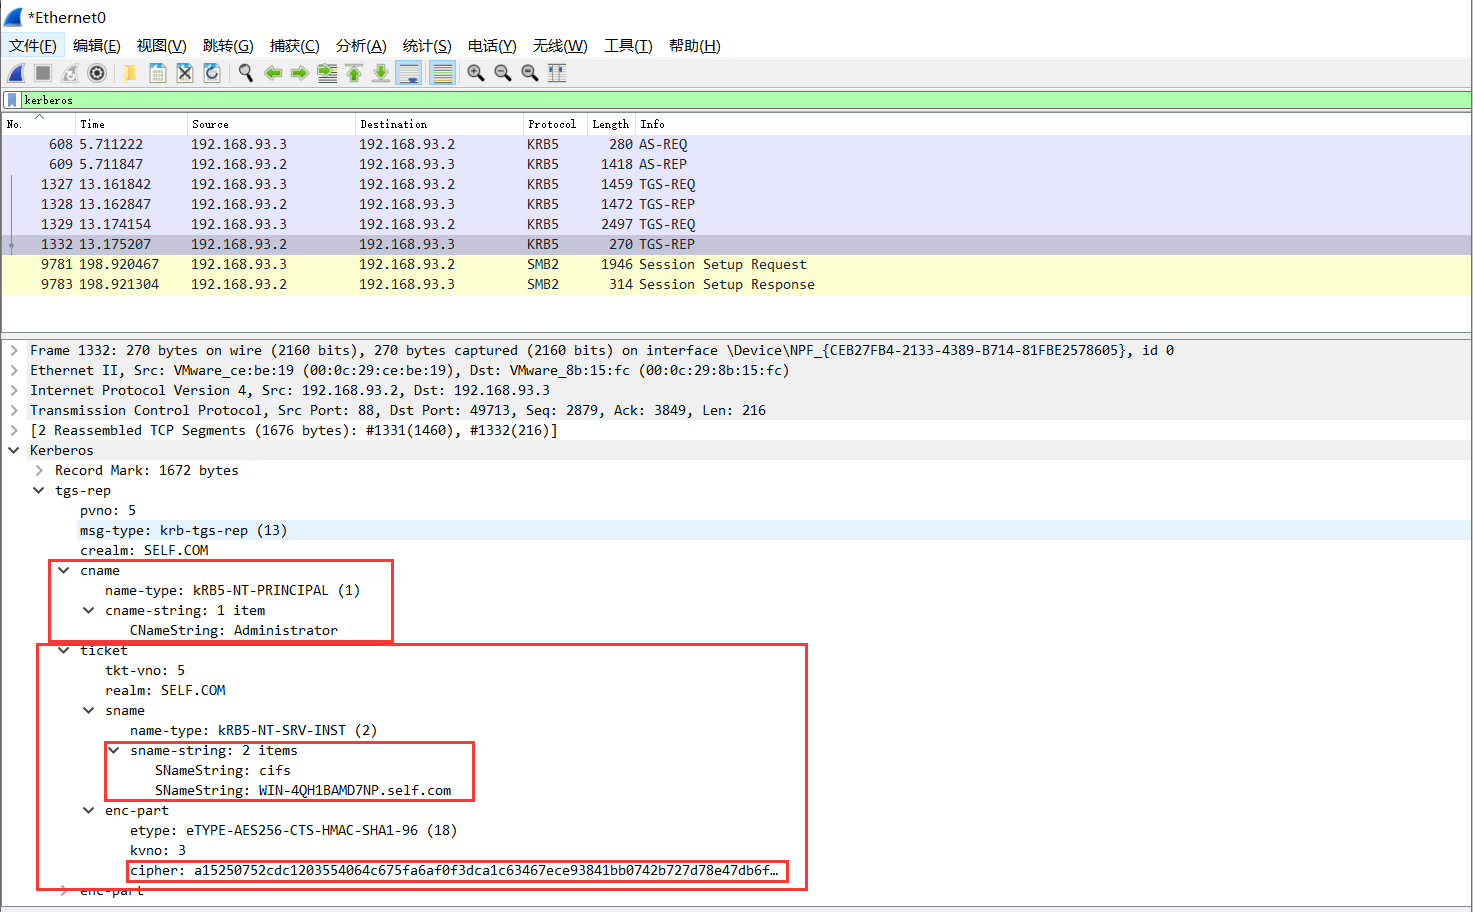 *Ethernet0
文件(F) 编辑(E) 视图(V) 跳转(G) 捕获(C) 分析(A) 统计(S) 电话(Y) 无线(W) 工具(T) 帮助(H)
kerberos
No. Time Source Destination Protocol Length Info
608 5.711222 192.168.93.3 192.168.93.2 KRB5 280 AS-REQ
609 5.711847 192.168.93.2 192.168.93.3 KRB5 1418 AS-REP
1327 13.161842 192.168.93.3 192.168.93.2 KRB5 1459 TGS-REQ
1328 13.162847 192.168.93.2 192.168.93.3 KRB5 1472 TGS-REP
1329 13.174154 192.168.93.3 192.168.93.2 KRB5 2497 TGS-REQ
1332 13.175207 192.168.93.2 192.168.93.3 KRB5 270 TGS-REP
9781 198.920467 192.168.93.3 192.168.93.2 SMB2 1946 Session Setup Request
9783 198.921304 192.168.93.2 192.168.93.3 SMB2 314 Session Setup Response
Frame 1332: 270 bytes on wire (2160 bits), 270 bytes captured (2160 bits) on interface \Device\NPF_{CEB27FB4-2133-4389-B714-81FBE2578605}, id 0
Ethernet II, Src: VMware_ce:be:19 (00:0c:29:ce:be:19), Dst: VMware_8b:15:fc (00:0c:29:8b:15:fc)
Internet Protocol Version 4, Src: 192.168.93.2, Dst: 192.168.93.3
Transmission Control Protocol, Src Port: 88, Dst Port: 49713, Seq: 2879, Ack: 3849, Len: 216
[2 Reassembled TCP Segments (1676 bytes): #1331(1460), #1332(216)]
Kerberos
Record Mark: 1672 bytes
tgs-rep
pvno: 5
msg-type: krb-tgs-rep (13)
crealm: SELF.COM
cname
name-type: kRB5-NT-PRINCIPAL (1)
cname-string: 1 item
CNameString: Administrator
ticket
tkt-vno: 5
realm: SELF.COM
sname
name-type: kRB5-NT-SRV-INST (2)
sname-string: 2 items
SNameString: cifs
SNameString: WIN-4QH1BAMD7NP.self.com
enc-part
etype: eTYPE-AES256-CTS-HMAC-SHA1-96 (18)
kvno: 3
cipher: a15250752cdc1203554064c675fa6af0f3dca1c63467ece93841bb0742b727d78e47db6f…
enc-part